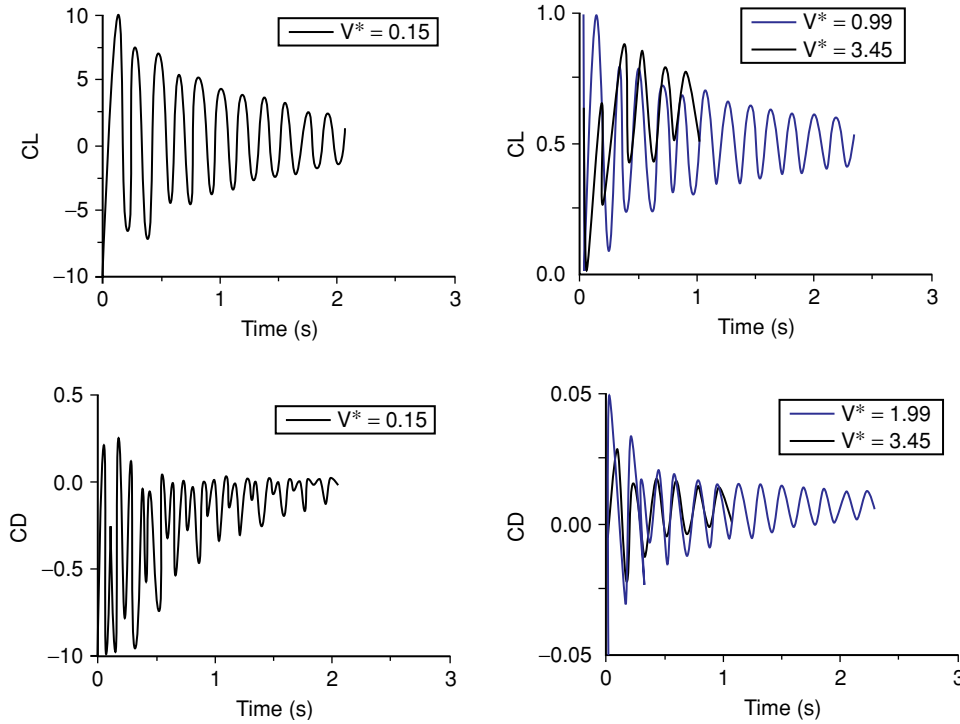 10
5
0
−5
−10
CL
V* = 0.15
0
1
2
3
Time (s)
1.0
0.5
0.0
CL
V* = 0.99
V* = 3.45
0
1
2
3
Time (s)
0.5
0.0
−0.5
−10
CD
V* = 0.15
0
1
2
3
Time (s)
0.05
0.00
−0.05
CD
V* = 1.99
V* = 3.45
0
1
2
3
Time (s)